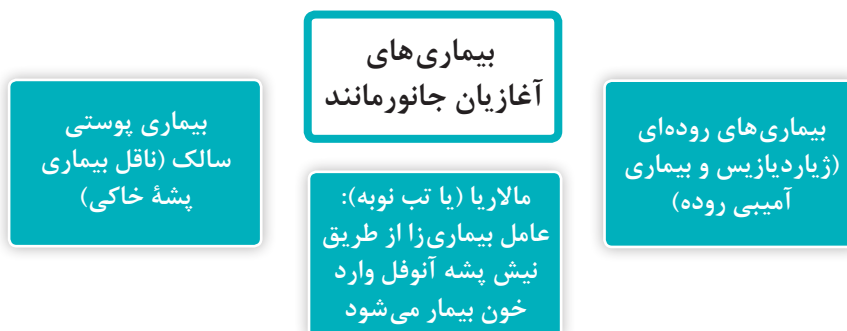 بیماری‌های
آغازیان جانورمانند
بیماری‌های روده‌ای
(ژیاردیازیس و بیماری
آمیبی روده)
مالاریا (یا تب نوبه):
عامل بیماری‌زا از طریق
نیش پشه آنوفل وارد
خون بیمار می‌شود
بیماری پوستی
سالک (ناقل بیماری
پشهٔ خاکی)